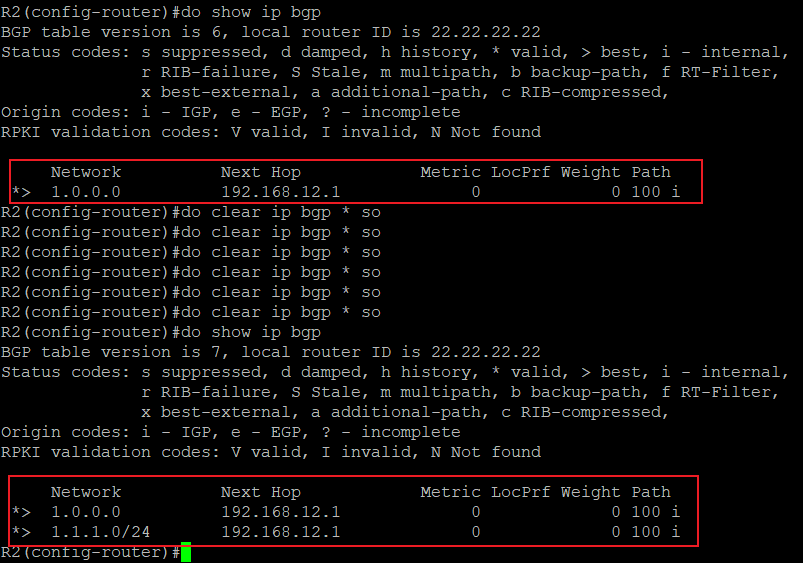 R2(config-router)#do show ip bgp
BGP table version is 6, local router ID is 22.22.22.22
Status codes: s suppressed, d damped, h history, * valid, > best, i - internal,
              r RIB-failure, S Stale, m multipath, b backup-path, f RT-Filter,
              x best-external, a additional-path, c RIB-compressed,
Origin codes: i - IGP, e - EGP, ? - incomplete
RPKI validation codes: V valid, I invalid, N Not found
     Network          Next Hop            Metric LocPrf Weight Path
 *>  1.0.0.0          192.168.12.1             0             0 100 i
R2(config-router)#do clear ip bgp * so
R2(config-router)#do clear ip bgp * so
R2(config-router)#do clear ip bgp * so
R2(config-router)#do clear ip bgp * so
R2(config-router)#do clear ip bgp * so
R2(config-router)#do clear ip bgp * so
R2(config-router)#do show ip bgp
BGP table version is 7, local router ID is 22.22.22.22
Status codes: s suppressed, d damped, h history, * valid, > best, i - internal,
              r RIB-failure, S Stale, m multipath, b backup-path, f RT-Filter,
              x best-external, a additional-path, c RIB-compressed,
Origin codes: i - IGP, e - EGP, ? - incomplete
RPKI validation codes: V valid, I invalid, N Not found
     Network          Next Hop            Metric LocPrf Weight Path
 *>  1.0.0.0          192.168.12.1             0             0 100 i
 *>  1.1.1.0/24       192.168.12.1             0             0 100 i
R2(config-router)#